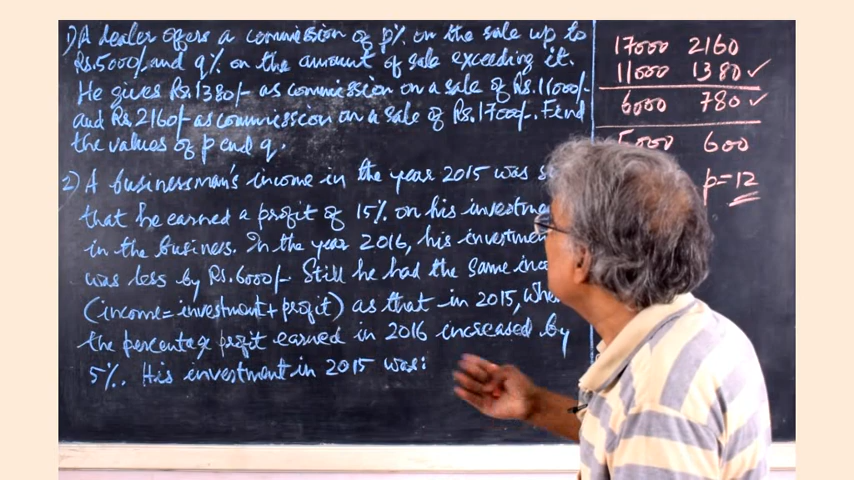 1) A dealer offers a commission of p% on the sale up to
Rs.5000/- and q% on the amount of sale exceeding it.
He gives Rs.1380/- as commission on a sale of Rs.11000/-
and Rs.2160/- as commission on a sale of Rs.17000/-. Find
the values of p and q.
2) A businessman's income in the year 2015 was
that he earned a profit of 15% on his
in the business. In the year 2016, his
was less by Rs.6000/- Still he had the same
(income=investment+profit) as that in 2015,
the percentage profit earned in 2016 increased by
5%. His investment in 2015 was:
17000 2160
11000 1380 ✓
6000 780 ✓
5000 600
p=12